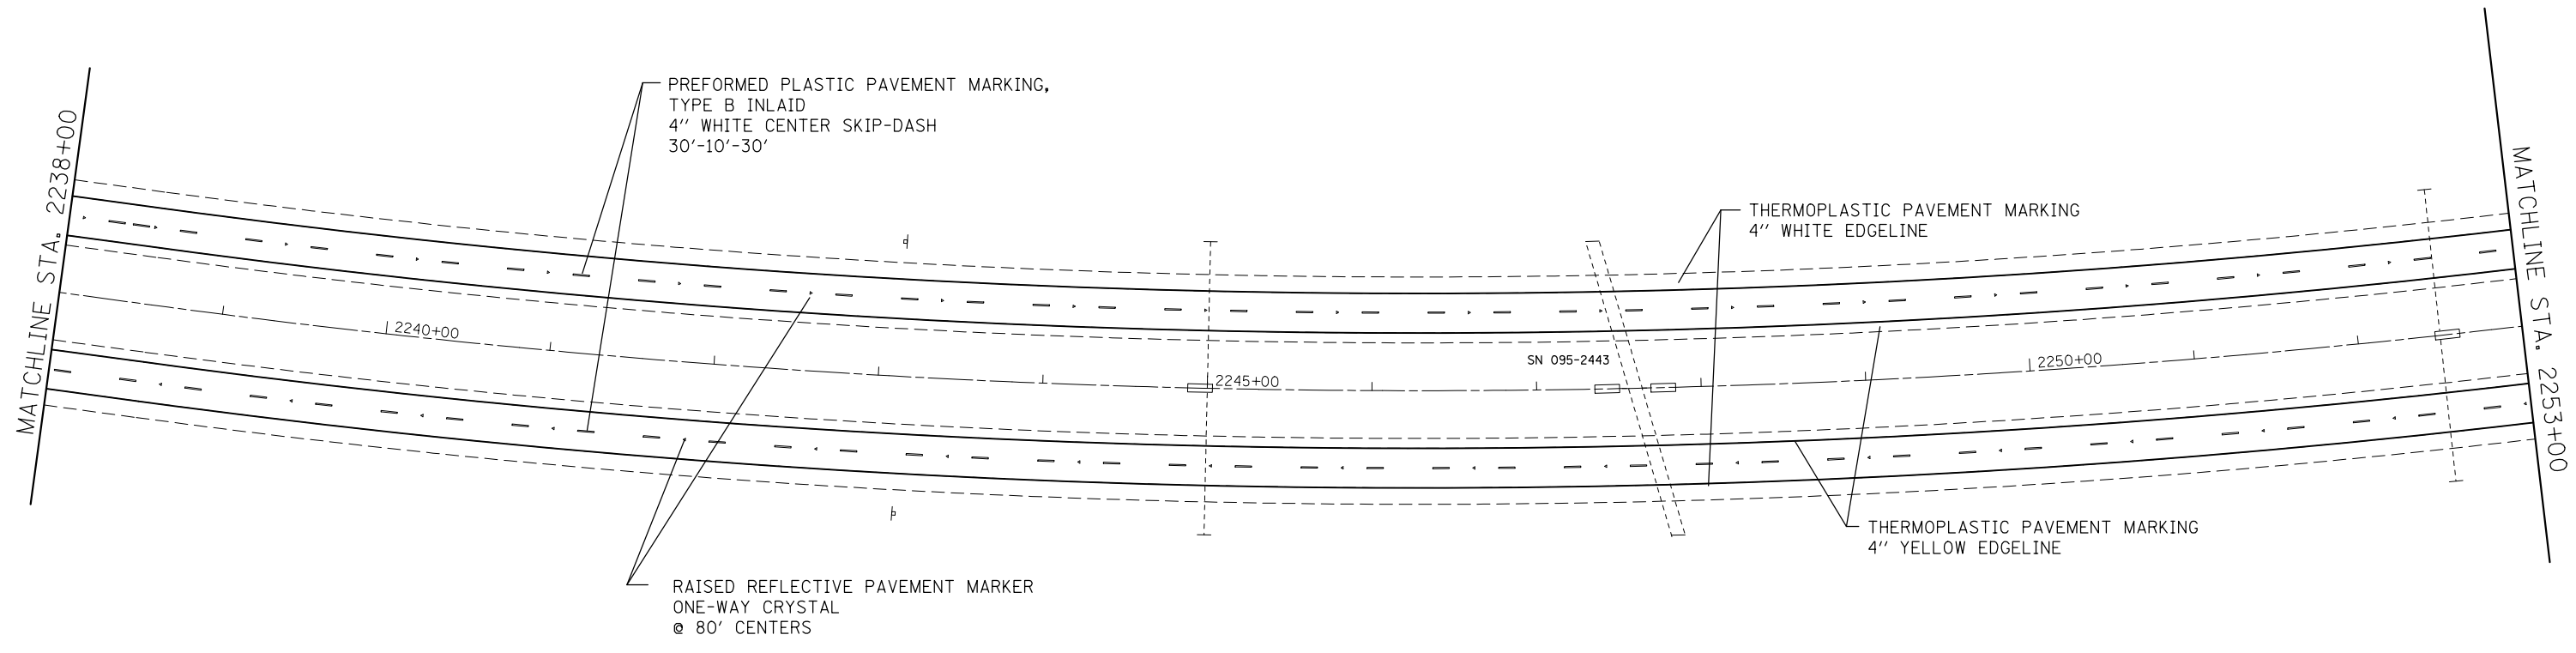 PREFORMED PLASTIC PAVEMENT MARKING,
TYPE B INLAID
4" WHITE CENTER SKIP-DASH
30'-10'-30'
MATCHLINE STA. 2238+00
THERMOPLASTIC PAVEMENT MARKING
4" WHITE EDGELINE
MATCHLINE STA. 2253+00
2240+00
SN 095-2443
2250+00
2245+00
THERMOPLASTIC PAVEMENT MARKING
4" YELLOW EDGELINE
RAISED REFLECTIVE PAVEMENT MARKER
ONE-WAY CRYSTAL
@ 80' CENTERS